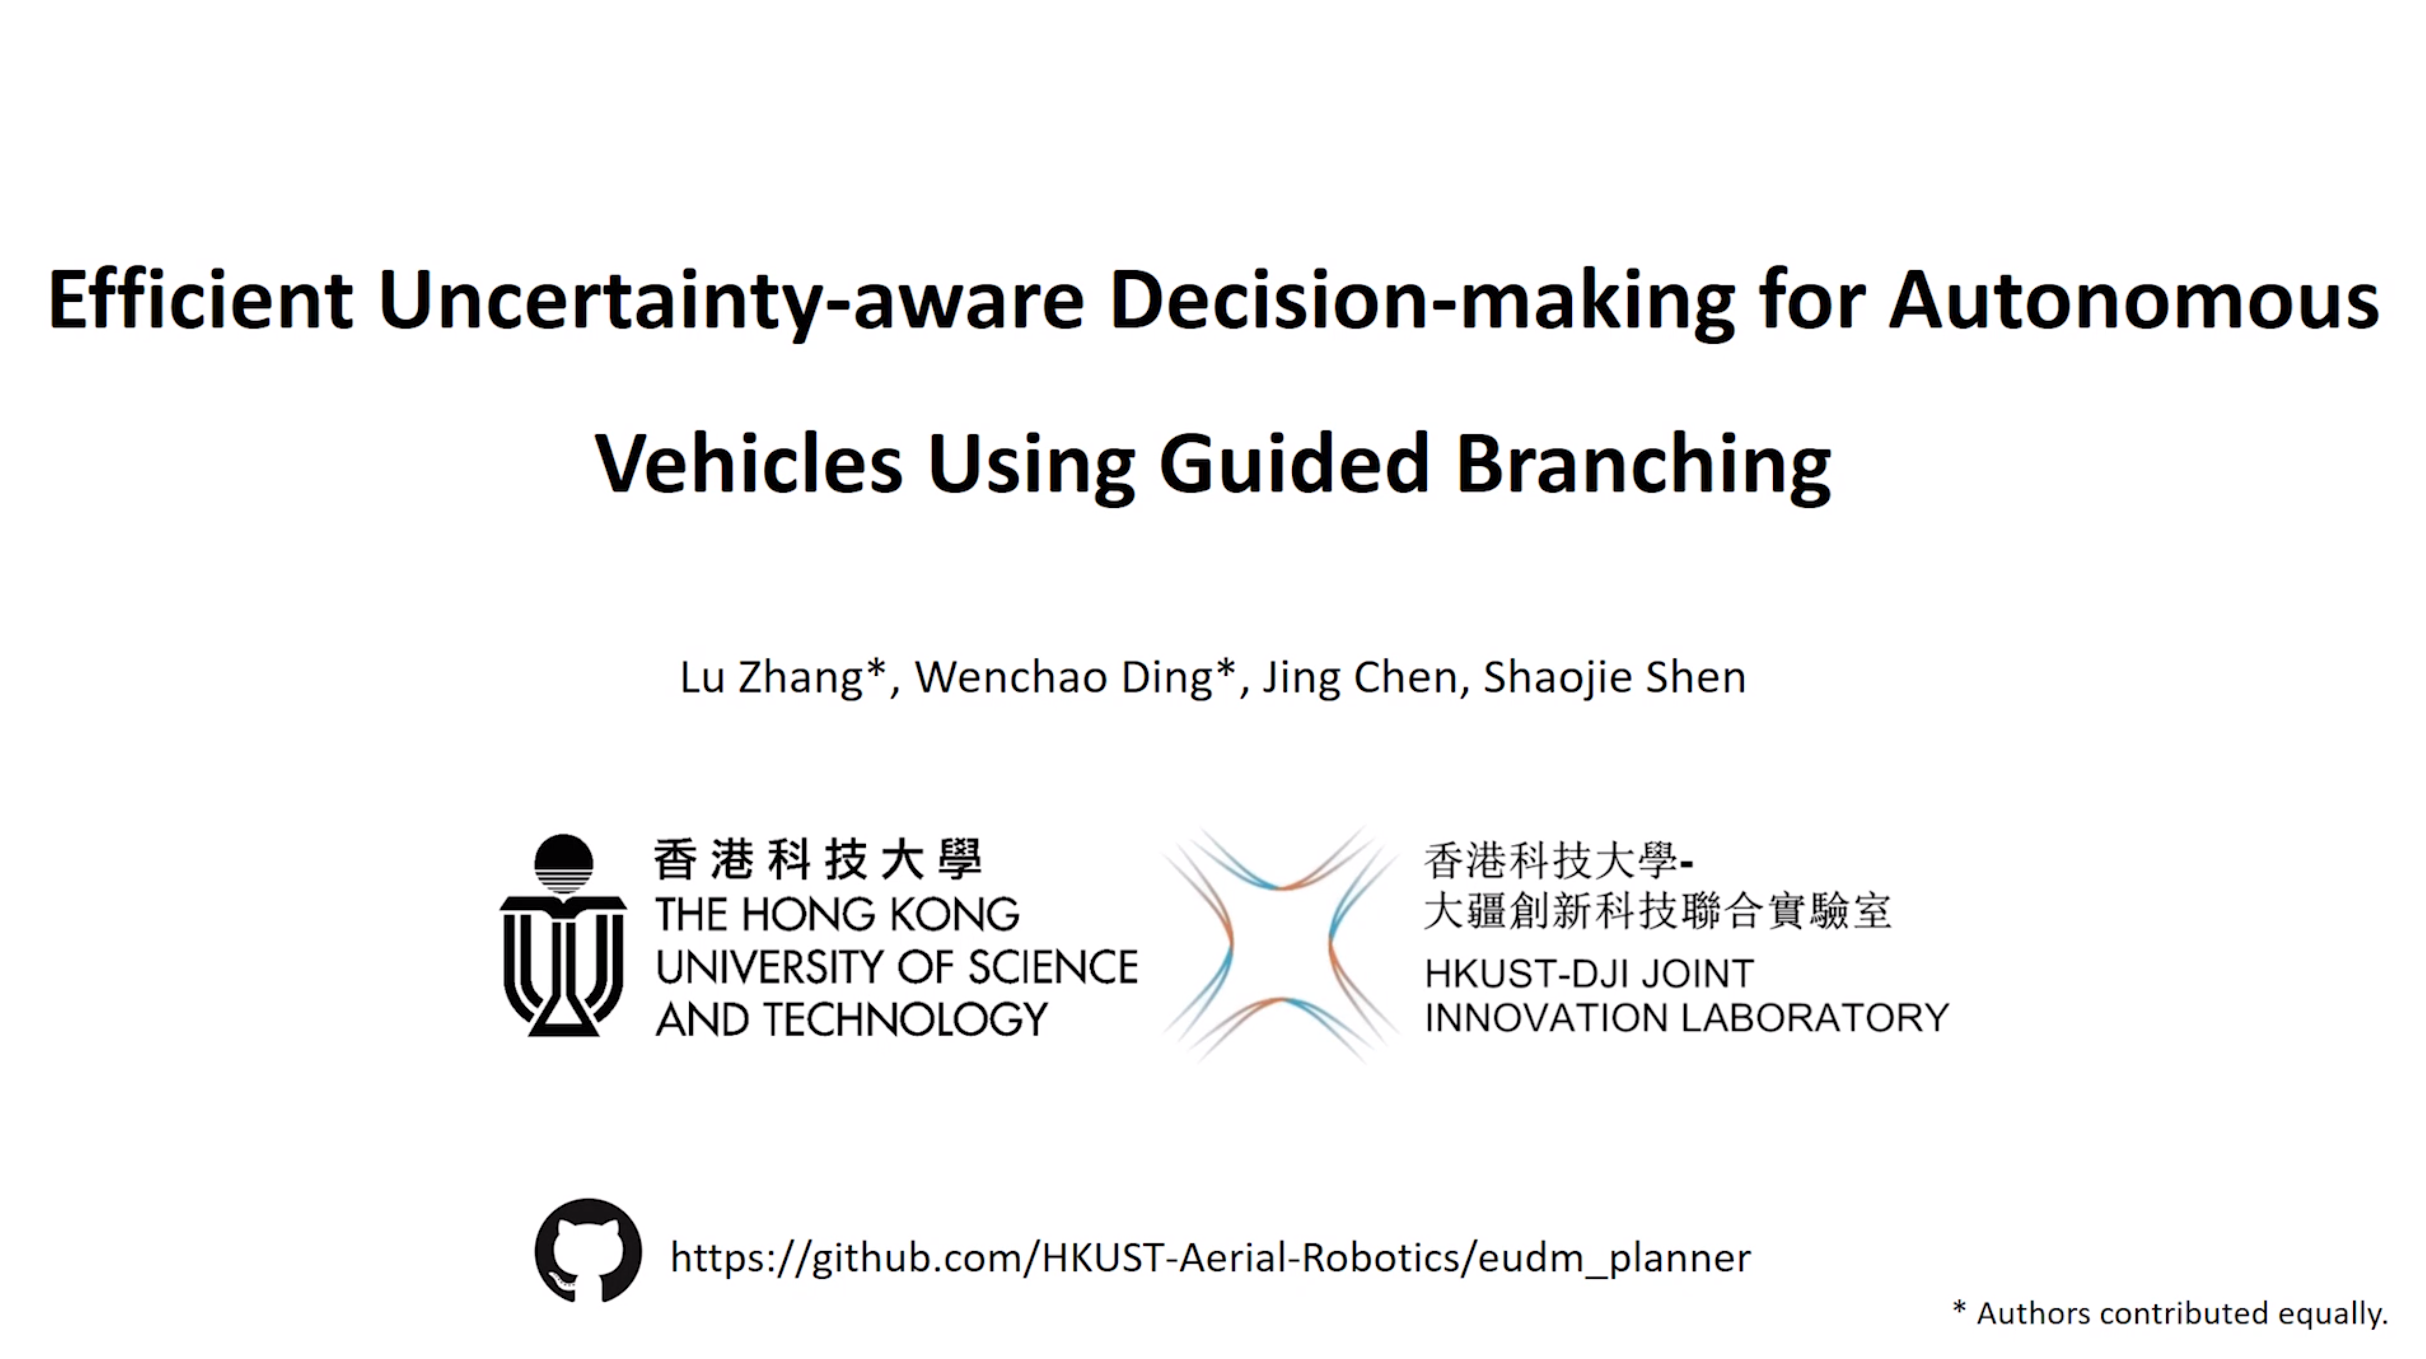 Efficient Uncertainty-aware Decision-making for Autonomous
Vehicles Using Guided Branching
Lu Zhang*, Wenchao Ding*, Jing Chen, Shaojie Shen
香港科技大學
THE HONG KONG
UNIVERSITY OF SCIENCE
AND TECHNOLOGY
香港科技大學-
大疆創新科技聯合實驗室
HKUST-DJI JOINT
INNOVATION LABORATORY
https://github.com/HKUST-Aerial-Robotics/eudm_planner
* Authors contributed equally.